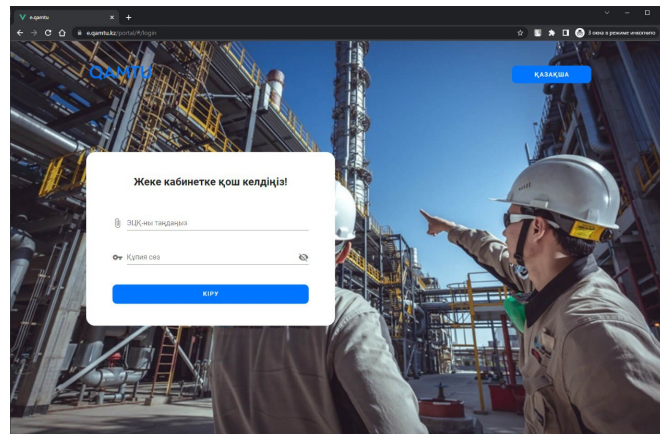 e.qamtu
e.qamtu.kz/portal/#/login
3 окна в режиме инкогнито
QAMTU
ҚАЗАҚША
Жеке кабинетке қош келдіңіз!
ЭЦҚ-ны таңдаңыз
Құпия сөз
КІРУ